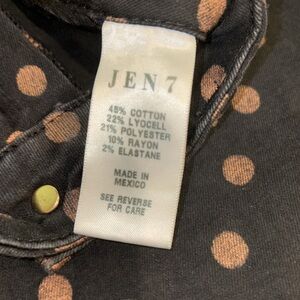 JEN7
45% COTTON
22% LYOCELL
21% POLYESTER
10% RAYON
2% ELASTANE
MADE IN
MEXICO
SEE REVERSE
FOR CARE